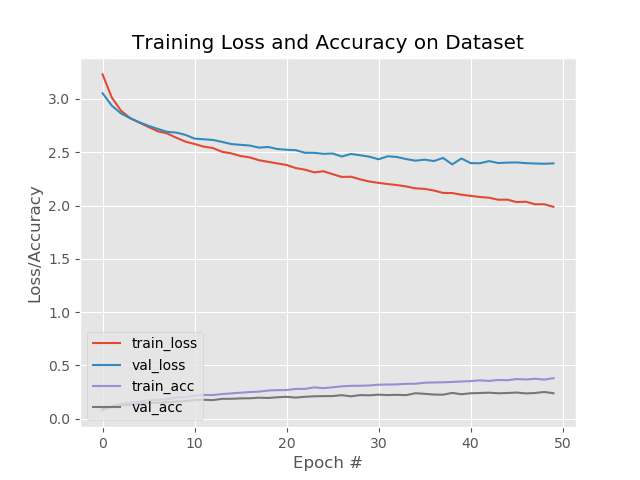 Training Loss and Accuracy on Dataset
Loss/Accuracy
3.0
2.5
2.0
1.5
1.0
0.5
0.0
train_loss
val_loss
train_acc
val_acc
0 10 20 30 40 50
Epoch #